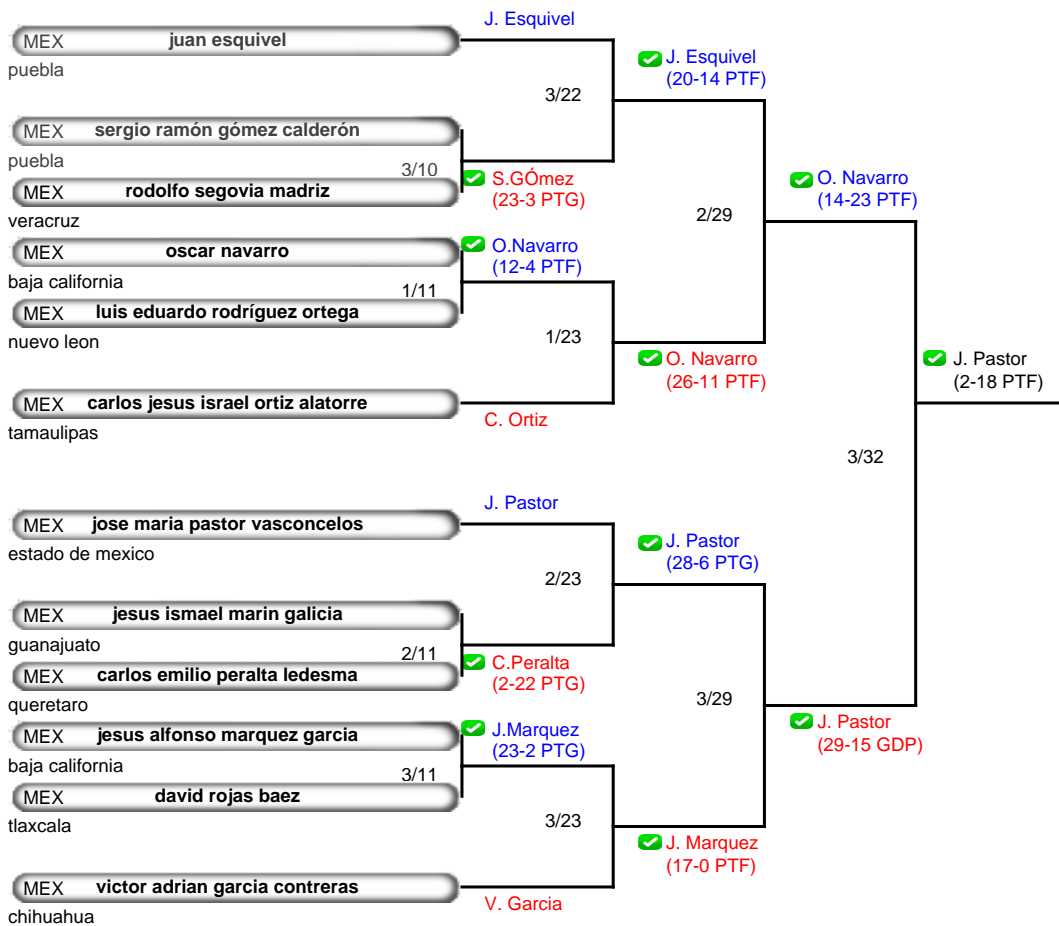 J. Esquivel
MEX juan esquivel
puebla
J. Esquivel
(20-14 PTF)
3/22
MEX sergio ramón gómez calderón
puebla
3/10
MEX rodolfo segovia madriz
veracruz
S.GÓmez
(23-3 PTG)
O. Navarro
(14-23 PTF)
2/29
MEX oscar navarro
baja california
O.Navarro
(12-4 PTF)
1/11
MEX luis eduardo rodríguez ortega
nuevo leon
1/23
O. Navarro
(26-11 PTF)
J. Pastor
(2-18 PTF)
MEX carlos jesus israel ortiz alatorre
tamaulipas
C. Ortiz
3/32
J. Pastor
MEX jose maria pastor vasconcelos
estado de mexico
J. Pastor
(28-6 PTG)
2/23
MEX jesus ismael marin galicia
guanajuato
2/11
MEX carlos emilio peralta ledesma
queretaro
C.Peralta
(2-22 PTG)
3/29
MEX jesus alfonso marquez garcia
baja california
J.Marquez
(23-2 PTG)
J. Pastor
(29-15 GDP)
3/11
MEX david rojas baez
tlaxcala
3/23
J. Marquez
(17-0 PTF)
MEX victor adrian garcia contreras
chihuahua
V. Garcia